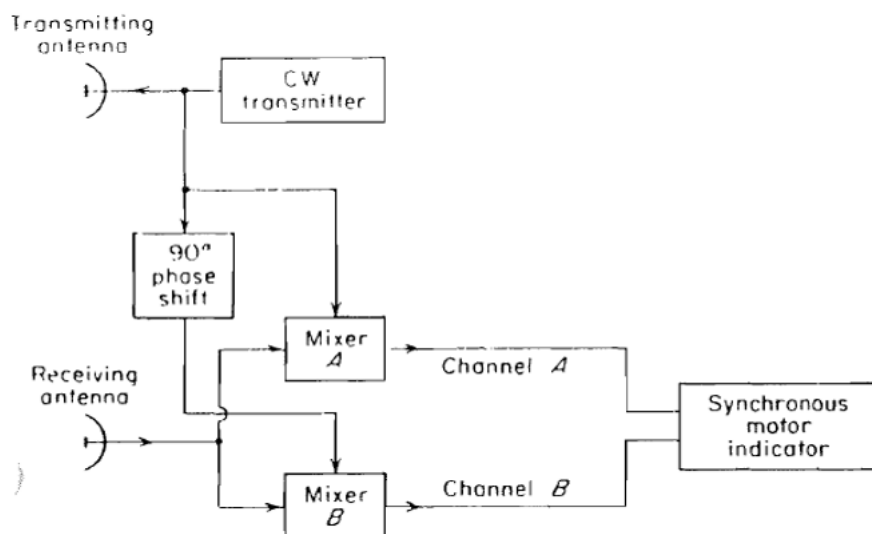 Transmitting
antenna
CW
transmitter
90°
phase
shift
Mixer
A
Channel A
Receiving
antenna
Synchronous
motor
indicator
Mixer
B
Channel B